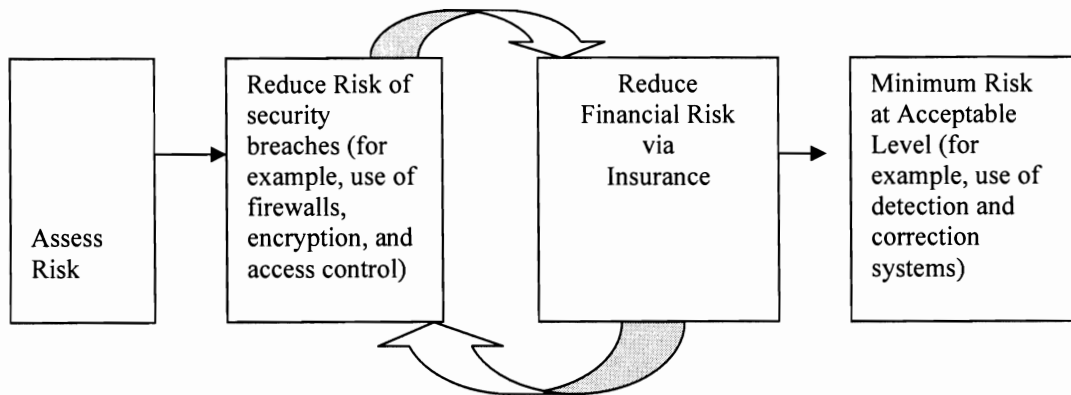 Assess
Risk
Reduce Risk of
security
breaches (for
example, use of
firewalls,
encryption, and
access control)
Reduce
Financial Risk
via
Insurance
Minimum Risk
at Acceptable
Level (for
example, use of
detection and
correction
systems)